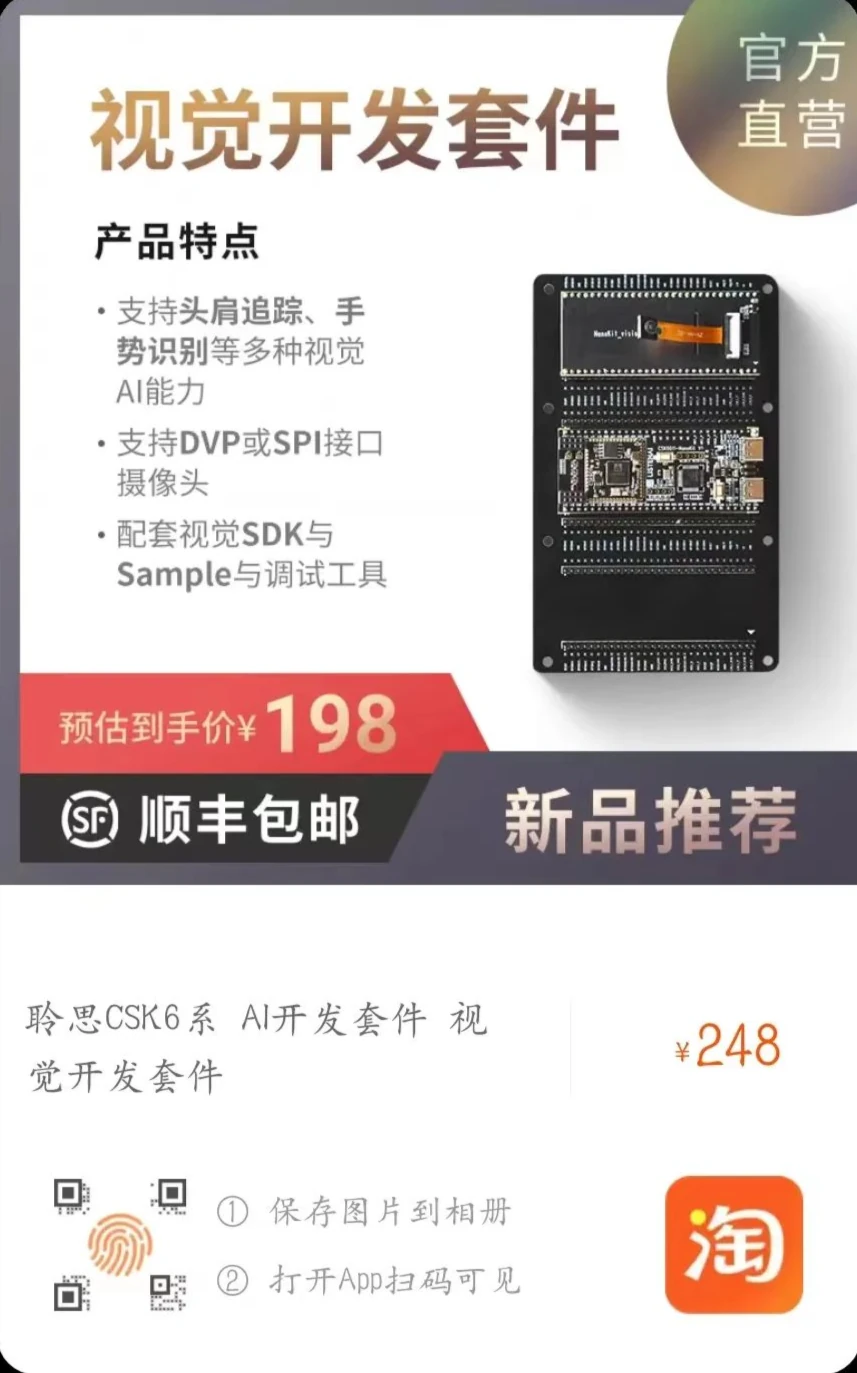 官方
直营
视觉开发套件
产品特点
· 支持头肩追踪、手
势识别等多种视觉
AI能力
· 支持DVP或SPI接口
摄像头
· 配套视觉SDK与
Sample与调试工具
预估到手价¥198
SF 顺丰包邮
新品推荐
聆思CSK6系 AI开发套件 视
觉开发套件
¥248
① 保存图片到相册
② 打开App扫码可见
淘